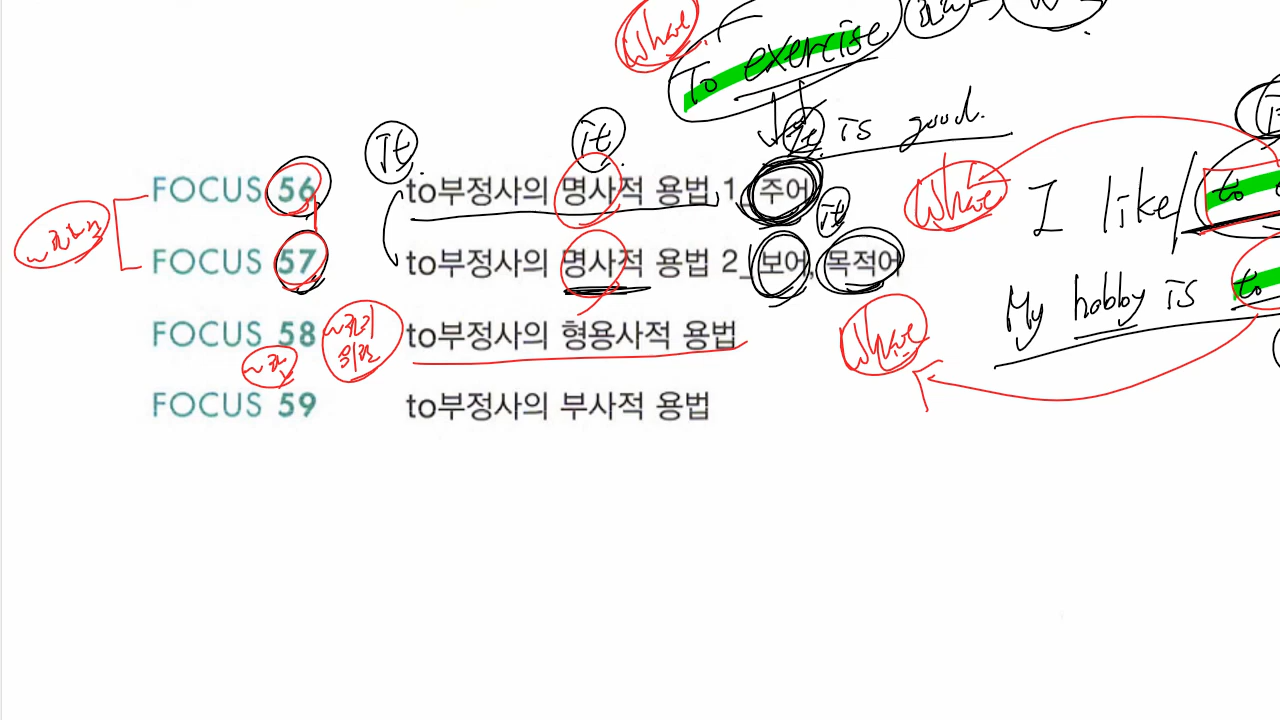 What
To exercise
It is good.
It
it
FOCUS 56 to부정사의 명사적 용법 1_주어
What
I like/ to
it
FOCUS 57 to부정사의 명사적 용법 2_보어, 목적어
My hobby is to
FOCUS 58 to부정사의 형용사적 용법
What
FOCUS 59 to부정사의 부사적 용법